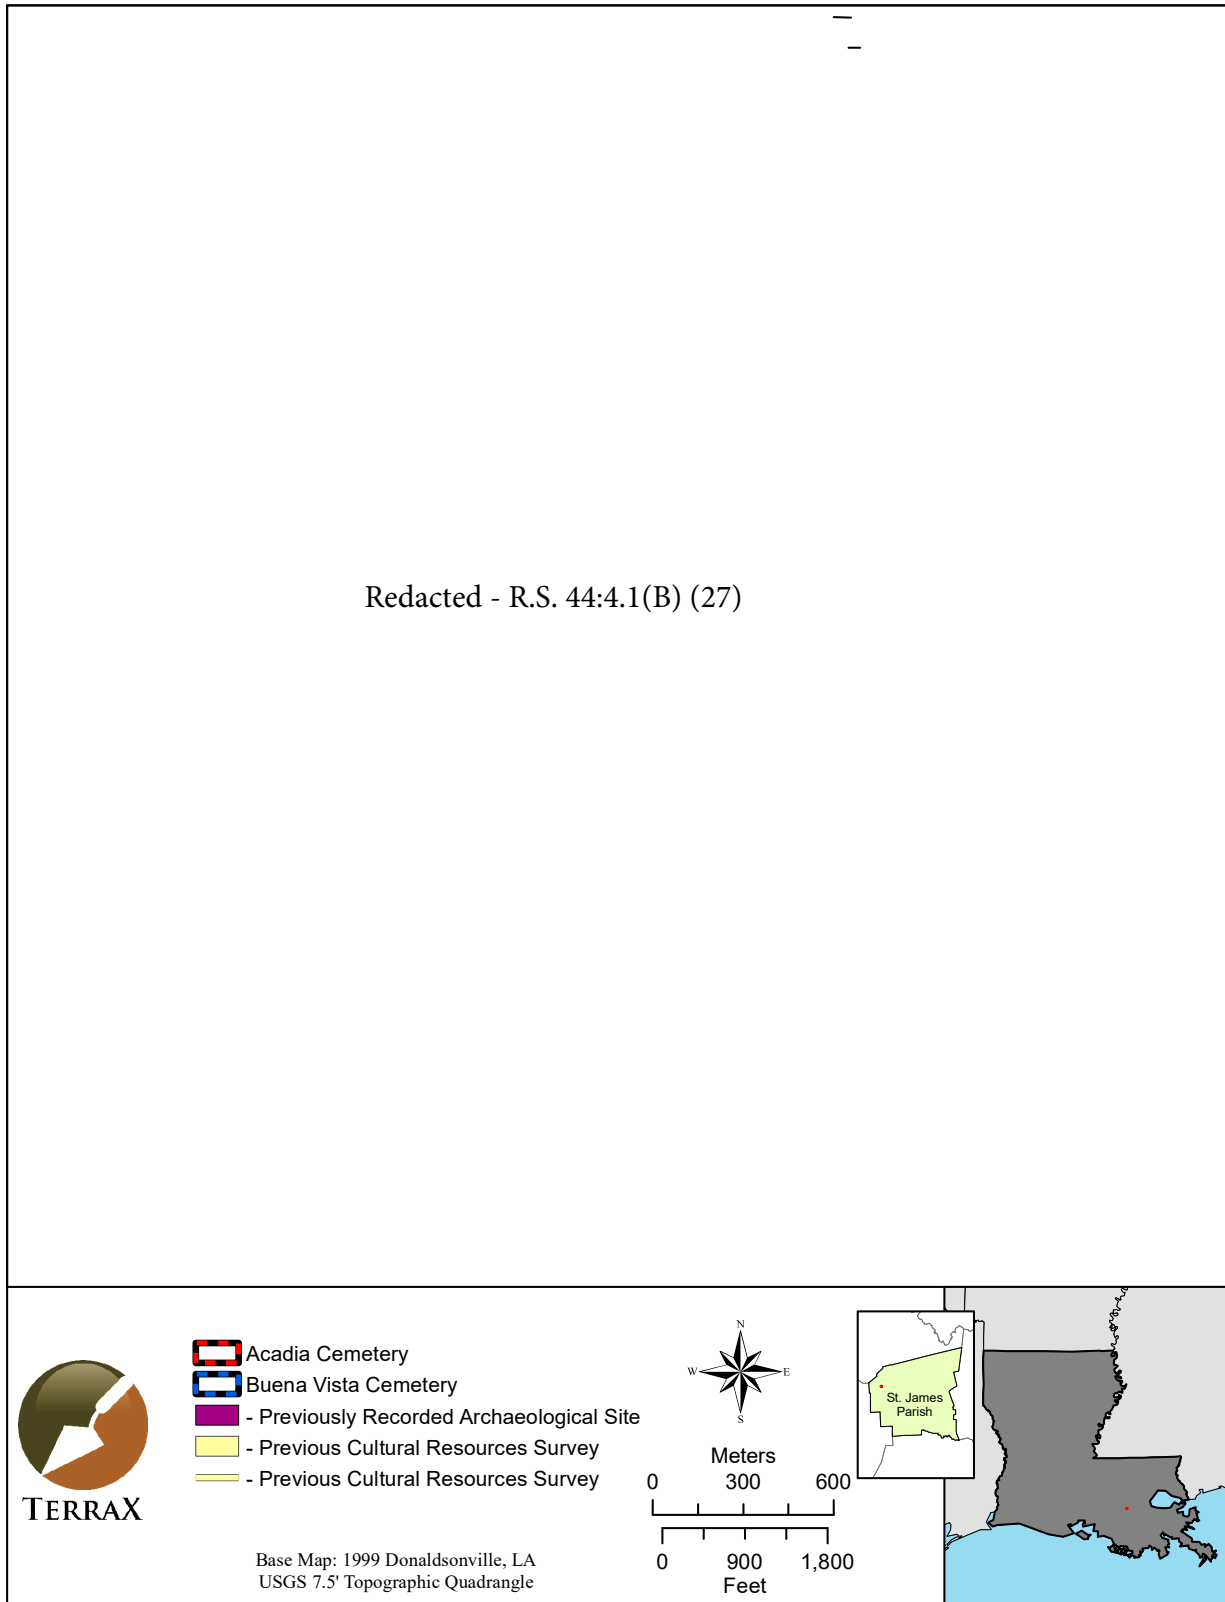 Redacted - R.S. 44:4.1(B) (27)
TERRAX
Acadia Cemetery
Buena Vista Cemetery
- Previously Recorded Archaeological Site
- Previous Cultural Resources Survey
- Previous Cultural Resources Survey
Base Map: 1999 Donaldsonville, LA
USGS 7.5' Topographic Quadrangle
N
W E
S
Meters
0 300 600
0 900 1,800
Feet
St. James
Parish